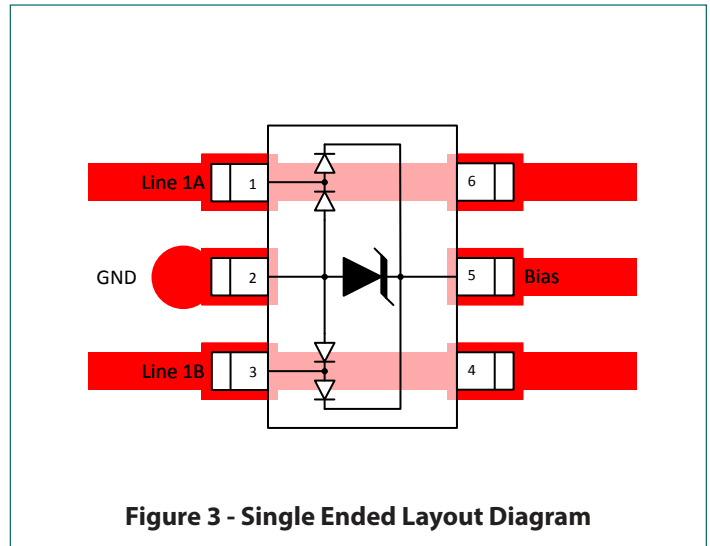 Line 1A 1 6
GND 2 5 Bias
Line 1B 3 4
Figure 3 - Single Ended Layout Diagram